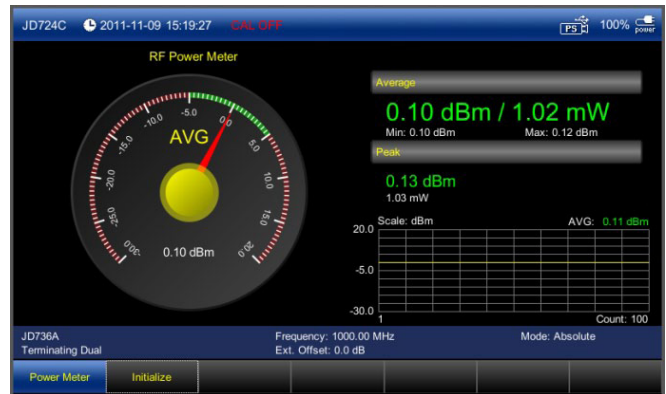 JD724C 2011-11-09 15:19:27 CAL OFF PS 100% power
RF Power Meter
-30.0 -25.0 -20.0 -15.0 -10.0 -5.0 0.0 5.0 10.0 15.0 20.0
AVG
0.10 dBm
Average
0.10 dBm / 1.02 mW
Min: 0.10 dBm Max: 0.12 dBm
Peak
0.13 dBm
1.03 mW
Scale: dBm AVG: 0.11 dBm
20.0
-5.0
-30.0
1 Count: 100
JD736A Frequency: 1000.00 MHz Mode: Absolute
Terminating Dual Ext. Offset: 0.0 dB
Power Meter Initialize